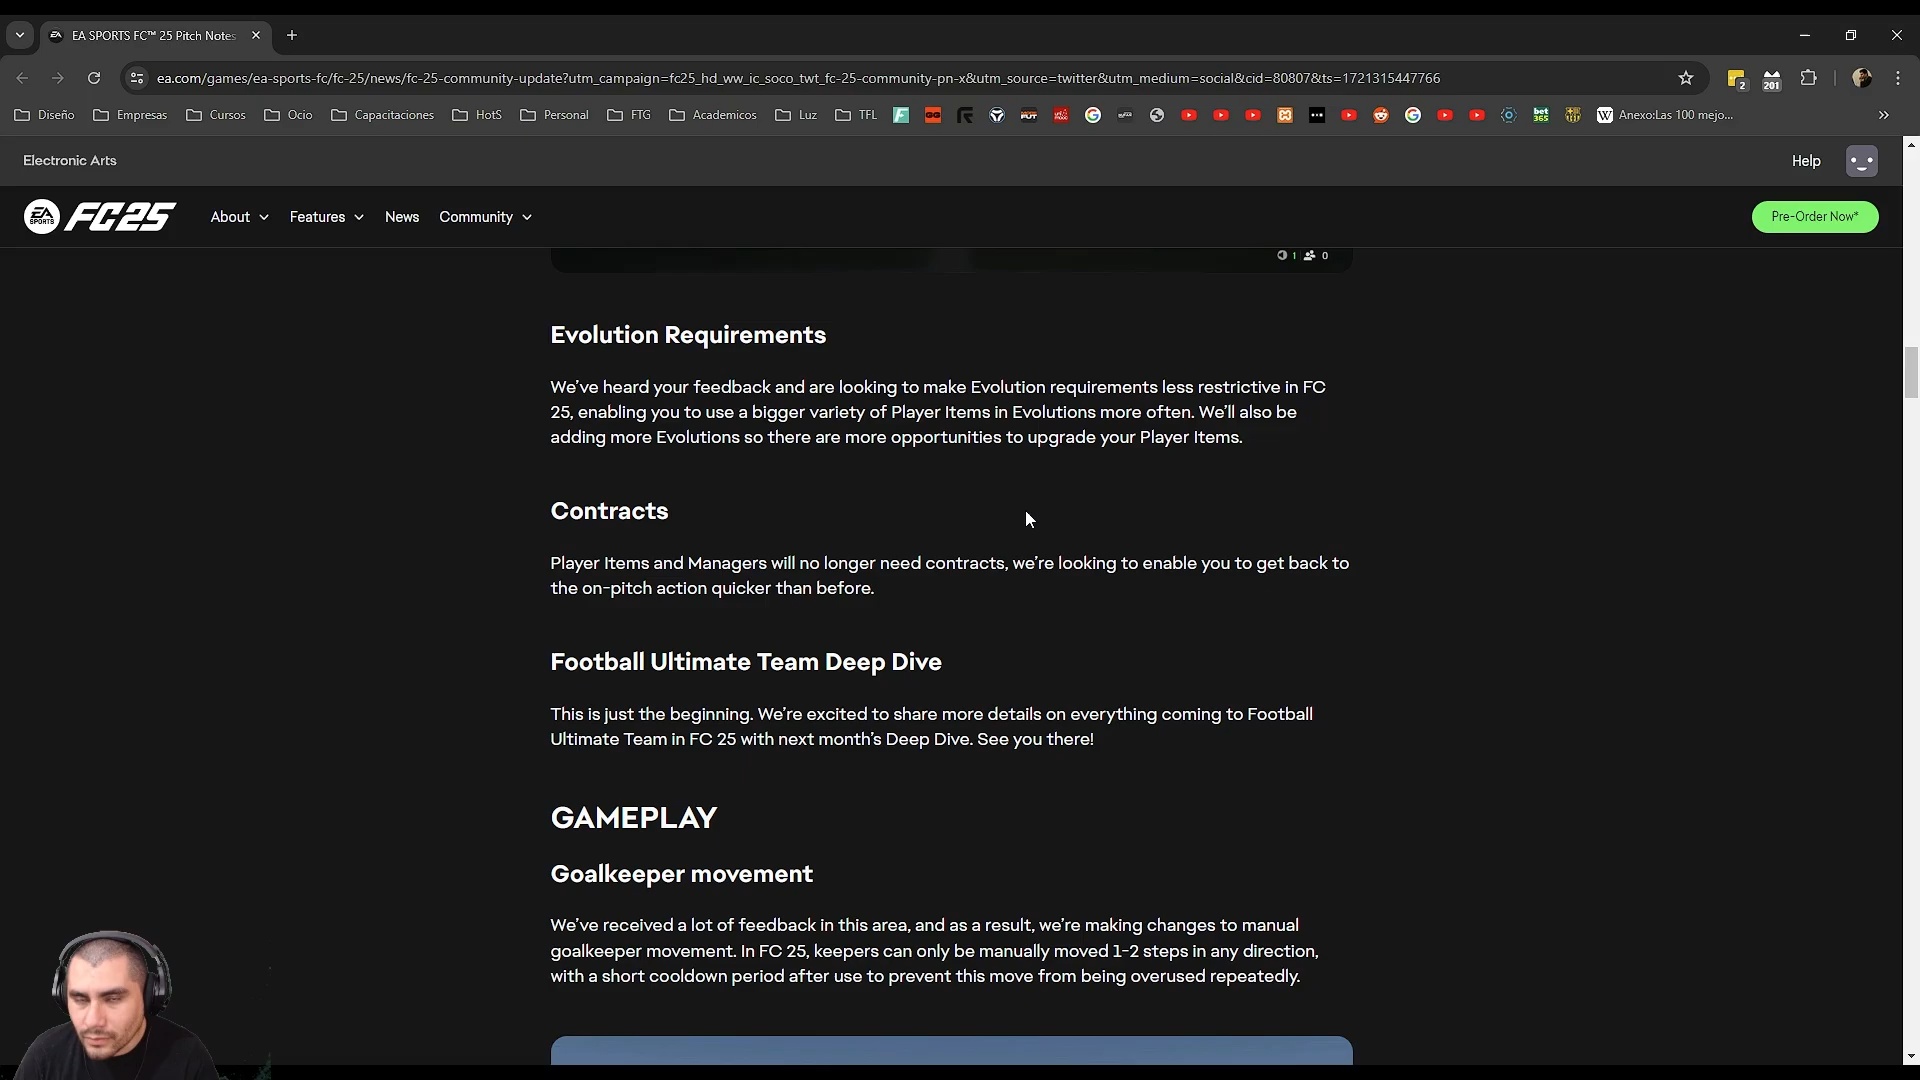 EA SPORTS FC™ 25 Pitch Notes
ea.com/games/ea-sports-fc/fc-25/news/fc-25-community-update?utm_campaign=fc25_hd_ww_ic_soco_twt_fc-25-community-pn-x&utm_source=twitter&utm_medium=social&cid=80807&ts=1721315447766
2
201
Diseño Empresas Cursos Ocio Capacitaciones HotS Personal FTG Academicos Luz TFL GG FUT bet365 W Anexo:Las 100 mejo... »
Electronic Arts Help
EA SPORTS FC25 About Features News Community Pre-Order Now*
1 0
Evolution Requirements
We’ve heard your feedback and are looking to make Evolution requirements less restrictive in FC
25, enabling you to use a bigger variety of Player Items in Evolutions more often. We’ll also be
adding more Evolutions so there are more opportunities to upgrade your Player Items.
Contracts
Player Items and Managers will no longer need contracts, we’re looking to enable you to get back to
the on-pitch action quicker than before.
Football Ultimate Team Deep Dive
This is just the beginning. We’re excited to share more details on everything coming to Football
Ultimate Team in FC 25 with next month’s Deep Dive. See you there!
GAMEPLAY
Goalkeeper movement
We’ve received a lot of feedback in this area, and as a result, we’re making changes to manual
goalkeeper movement. In FC 25, keepers can only be manually moved 1-2 steps in any direction,
with a short cooldown period after use to prevent this move from being overused repeatedly.